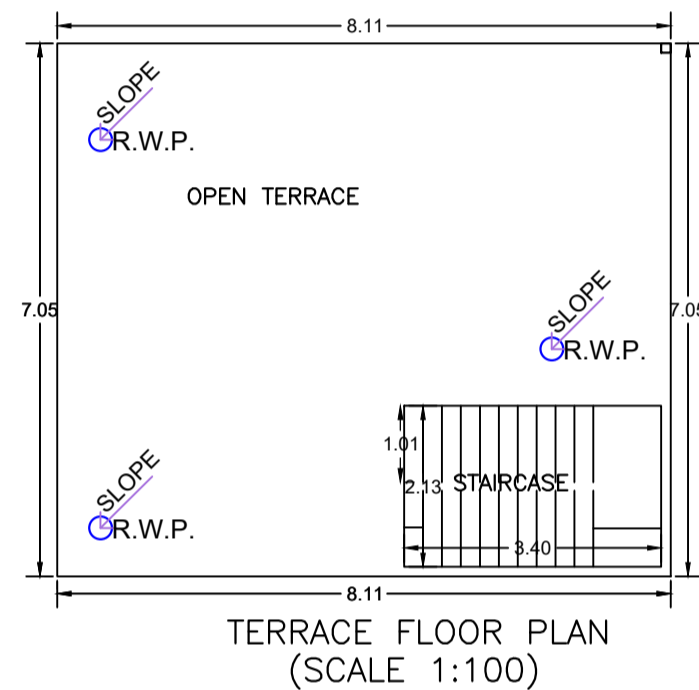 8.11
SLOPE
R.W.P.
OPEN TERRACE
7.05
7.05
SLOPE
R.W.P.
1.01
2.13 STAIRCASE
SLOPE
R.W.P.
3.40
8.11
TERRACE FLOOR PLAN
(SCALE 1:100)